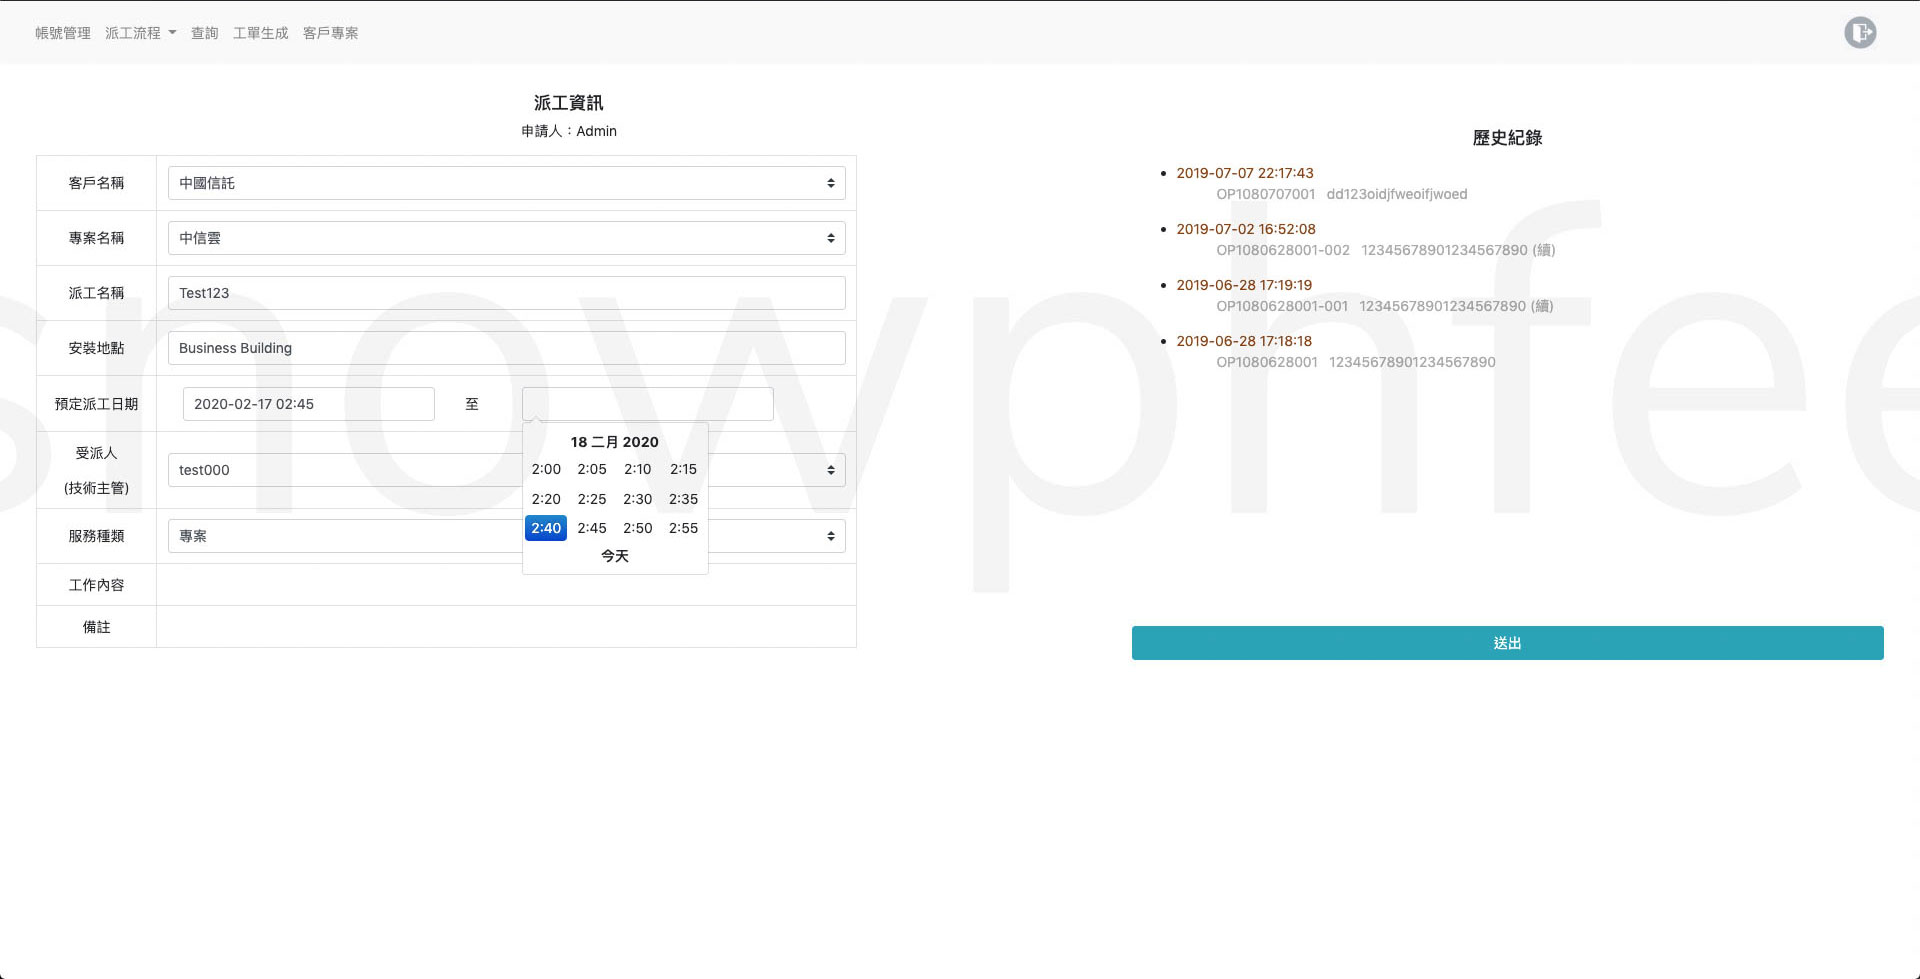 帳號管理 派工流程 查詢 工單生成 客戶專案
派工資訊
申請人：Admin
客戶名稱 中國信託
專案名稱 中信雲
派工名稱 Test123
安裝地點 Business Building
預定派工日期 2020-02-17 02:45 至
18 二月 2020
2:00 2:05 2:10 2:15
2:20 2:25 2:30 2:35
2:40 2:45 2:50 2:55
今天
受派人
(技術主管)
test000
服務種類 專案
工作內容
備註
歷史紀錄
2019-07-07 22:17:43
OP1080707001 dd123oidjfweoifjwoed
2019-07-02 16:52:08
OP1080628001-002 12345678901234567890 (續)
2019-06-28 17:19:19
OP1080628001-001 12345678901234567890 (續)
2019-06-28 17:18:18
OP1080628001 12345678901234567890
送出
snowphfee